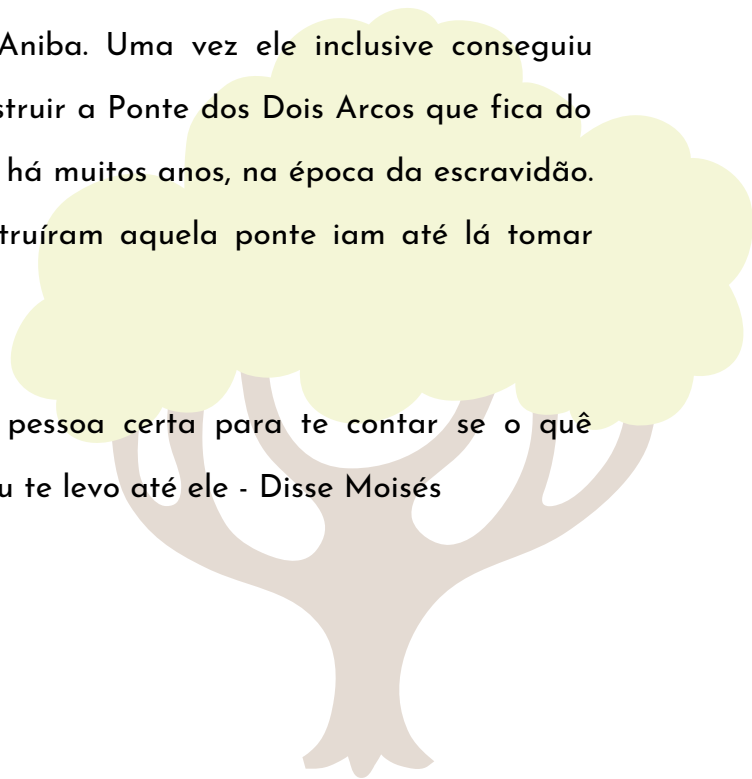 Aniba. Uma vez ele inclusive conseguiu
struir a Ponte dos Dois Arcos que fica do
há muitos anos, na época da escravidão.
truíram aquela ponte iam até lá tomar
pessoa certa para te contar se o quê
u te levo até ele - Disse Moisés